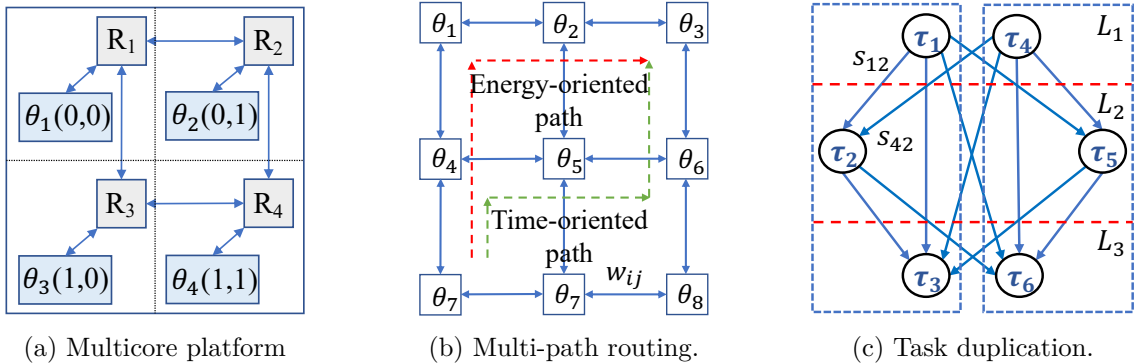 R₁ R₂
θ₁(0,0) θ₂(0,1)
R₃ R₄
θ₃(1,0) θ₄(1,1)
(a) Multicore platform
θ₁ θ₂ θ₃
Energy-oriented
path
θ₄ θ₅ θ₆
Time-oriented
path
w_{ij}
θ₇ θ₇ θ₈
(b) Multi-path routing.
τ₁ τ₄ L₁
s₁₂
L₂
s₄₂
τ₂ τ₅
L₃
τ₃ τ₆
(c) Task duplication.